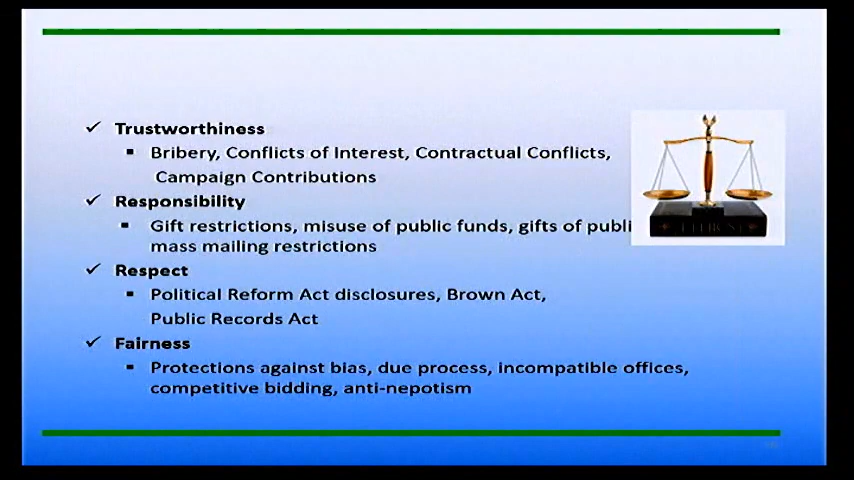 Trustworthiness
Bribery, Conflicts of Interest, Contractual Conflicts,
Campaign Contributions
Responsibility
Gift restrictions, misuse of public funds, gifts of
mass mailing restrictions
Respect
Political Reform Act disclosures, Brown Act,
Public Records Act
Fairness
Protections against bias, due process, incompatible offices,
competitive bidding, anti-nepotism